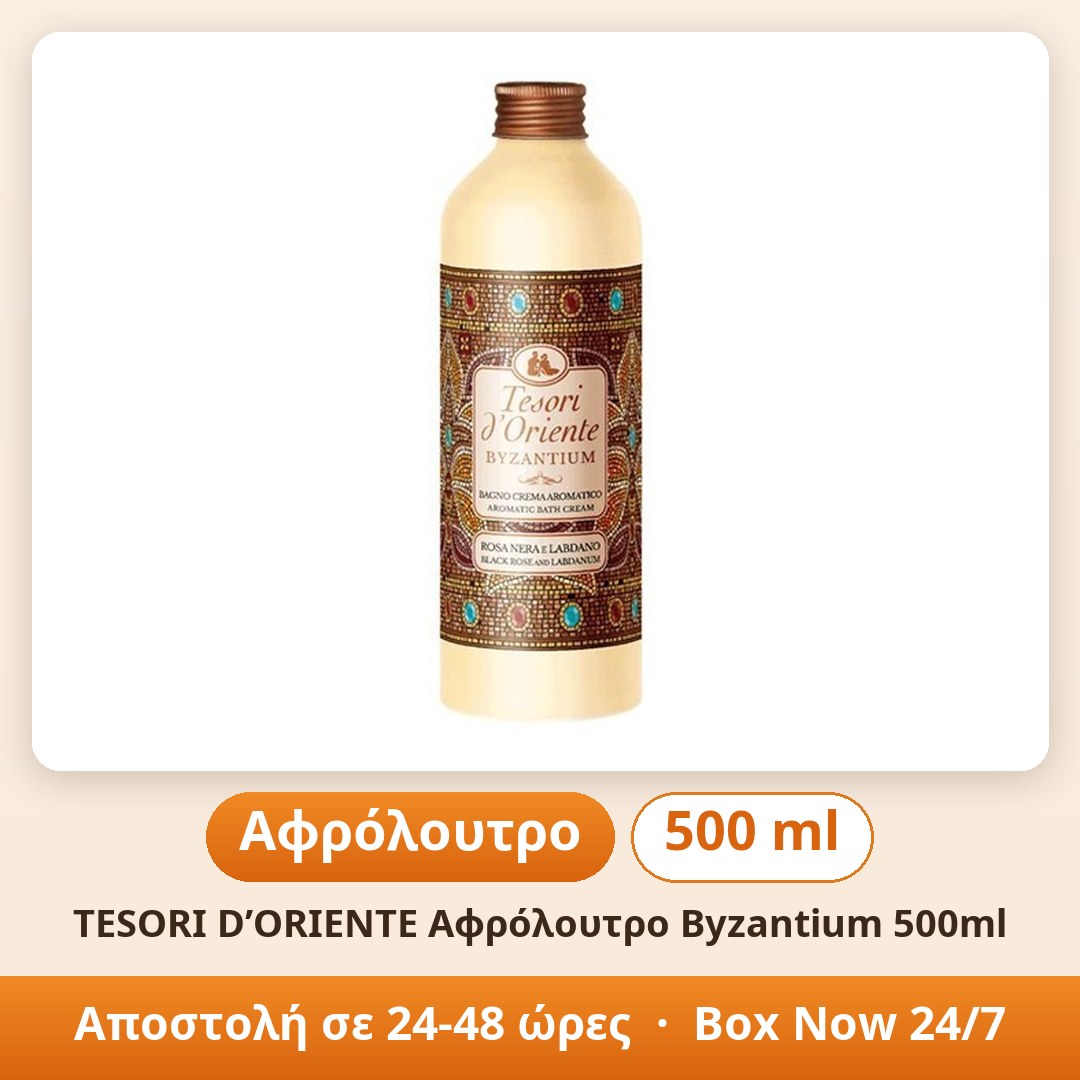 Tesori
d'Oriente
BYZANTIUM
BAGNO CREMA AROMATICO
AROMATIC BATH CREAM
ROSA NERA E LABDANO
BLACK ROSE AND LABDANUM
Αφρόλουτρο
500 ml
TESORI D’ORIENTE Αφρόλουτρο Byzantium 500ml
Αποστολή σε 24-48 ώρες · Box Now 24/7